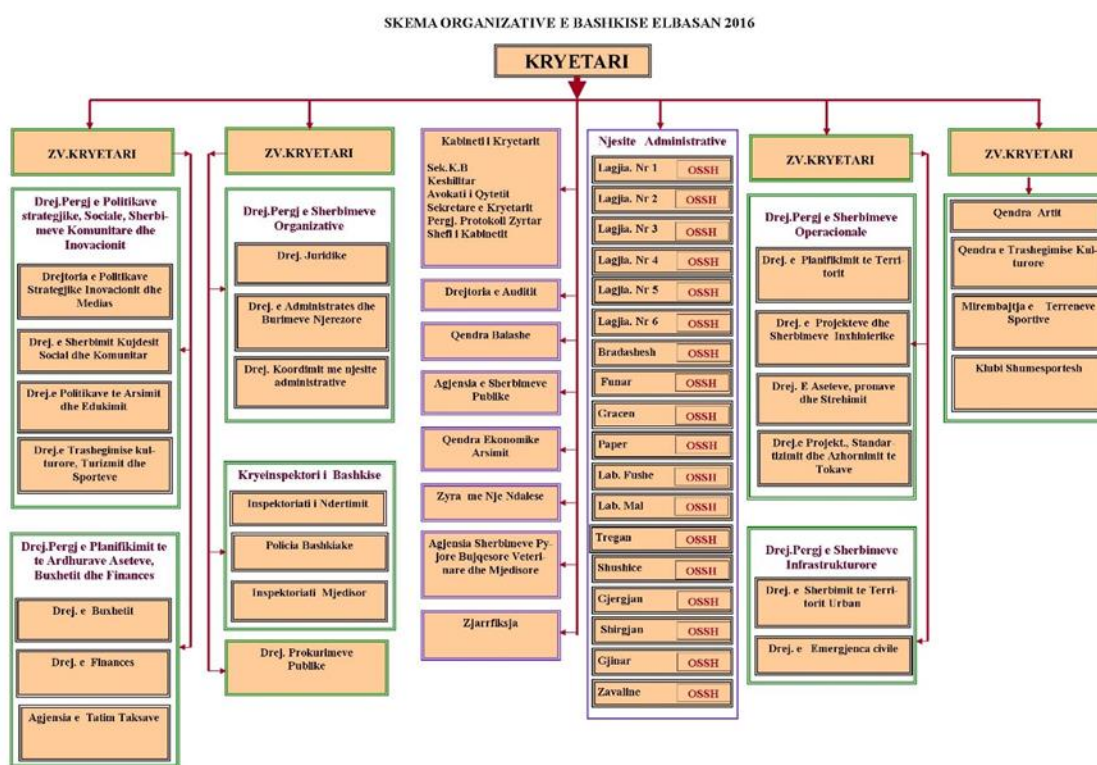 SKEMA ORGANIZATIVE E BASHKISE ELBASAN 2016
KRYETARI
ZV.KRYETARI
Drej.Pergj e Politikave
strategjike, Sociale, Sherbi-
meve Komunitare dhe
Inovacionit
Drejtoria e Politikave
Strategjike Inovacionit dhe
Medias
Drej. e Sherbimit Kujdesit
Social dhe Komunitar
Drej.e Politikave te Arsimit
dhe Edukimit
Drej.e Trashegimise kul-
turore, Turizmit dhe
Sporteve
Drej.Pergj e Planifikimit te
te Ardhurave Aseteve,
Buxhetit dhe Finances
Drej. e Buxhetit
Drej. e Finances
Agjensia e Tatim Taksave
ZV.KRYETARI
Drej.Pergj e Sherbimeve
Organizative
Drej. Juridike
Drej. e Administrates dhe
Burimeve Njerezore
Drej. Koordimit me njesite
administrative
Kryeinspektori i Bashkise
Inspektoriati i Ndertimit
Policia Bashkiake
Inspektoriati Mjedisor
Drej. Prokurimeve
Publike
Kabineti i Kryetarit
Sek.K.B
Keshilltar
Avokati i Qytetit
Sekretare e Kryetarit
Pergj. Protokoll Zyrtar
Shefi i Kabinetit
Drejtoria e Auditit
Qendra Balashe
Agjensia e Sherbimeve
Publike
Qendra Ekonomike
Arsimit
Zyra me Nje Ndalese
Agjensia Sherbimeve Py-
jore Bujqesore Veteri-
nare dhe Mjedisore
Zjarrfiksja
Njesite Administrative
Lagjia. Nr 1 OSSH
Lagjia. Nr 2 OSSH
Lagjia. Nr 3 OSSH
Lagjia. Nr 4 OSSH
Lagjia. Nr 5 OSSH
Lagjia. Nr 6 OSSH
Bradashesh OSSH
Funar OSSH
Gracen OSSH
Paper OSSH
Lab. Fushe OSSH
Lab. Mal OSSH
Tregan OSSH
Shushice OSSH
Gjergjan OSSH
Shirgjan OSSH
Gjinar OSSH
Zavaline OSSH
ZV.KRYETARI
Drej.Pergj e Sherbimeve
Operacionale
Drej. e Planifikimit te Terri-
torit
Drej. e Projekteve dhe
Sherbimeve Inxhinierike
Drej. E Aseteve, pronave
dhe Strehimit
Drej.e Projekt., Standar-
tizimit dhe Azhornimit te
Tokave
Drej.Pergj e Sherbimeve
Infrastrukturore
Drej. e Sherbimit te Terri-
torit Urban
Drej. e Emergjenca civile
ZV.KRYETARI
Qendra Artit
Qendra e Trashegimise Kul-
turore
Mirembajtja e Terreneve
Sportive
Klubi Shumesportesh